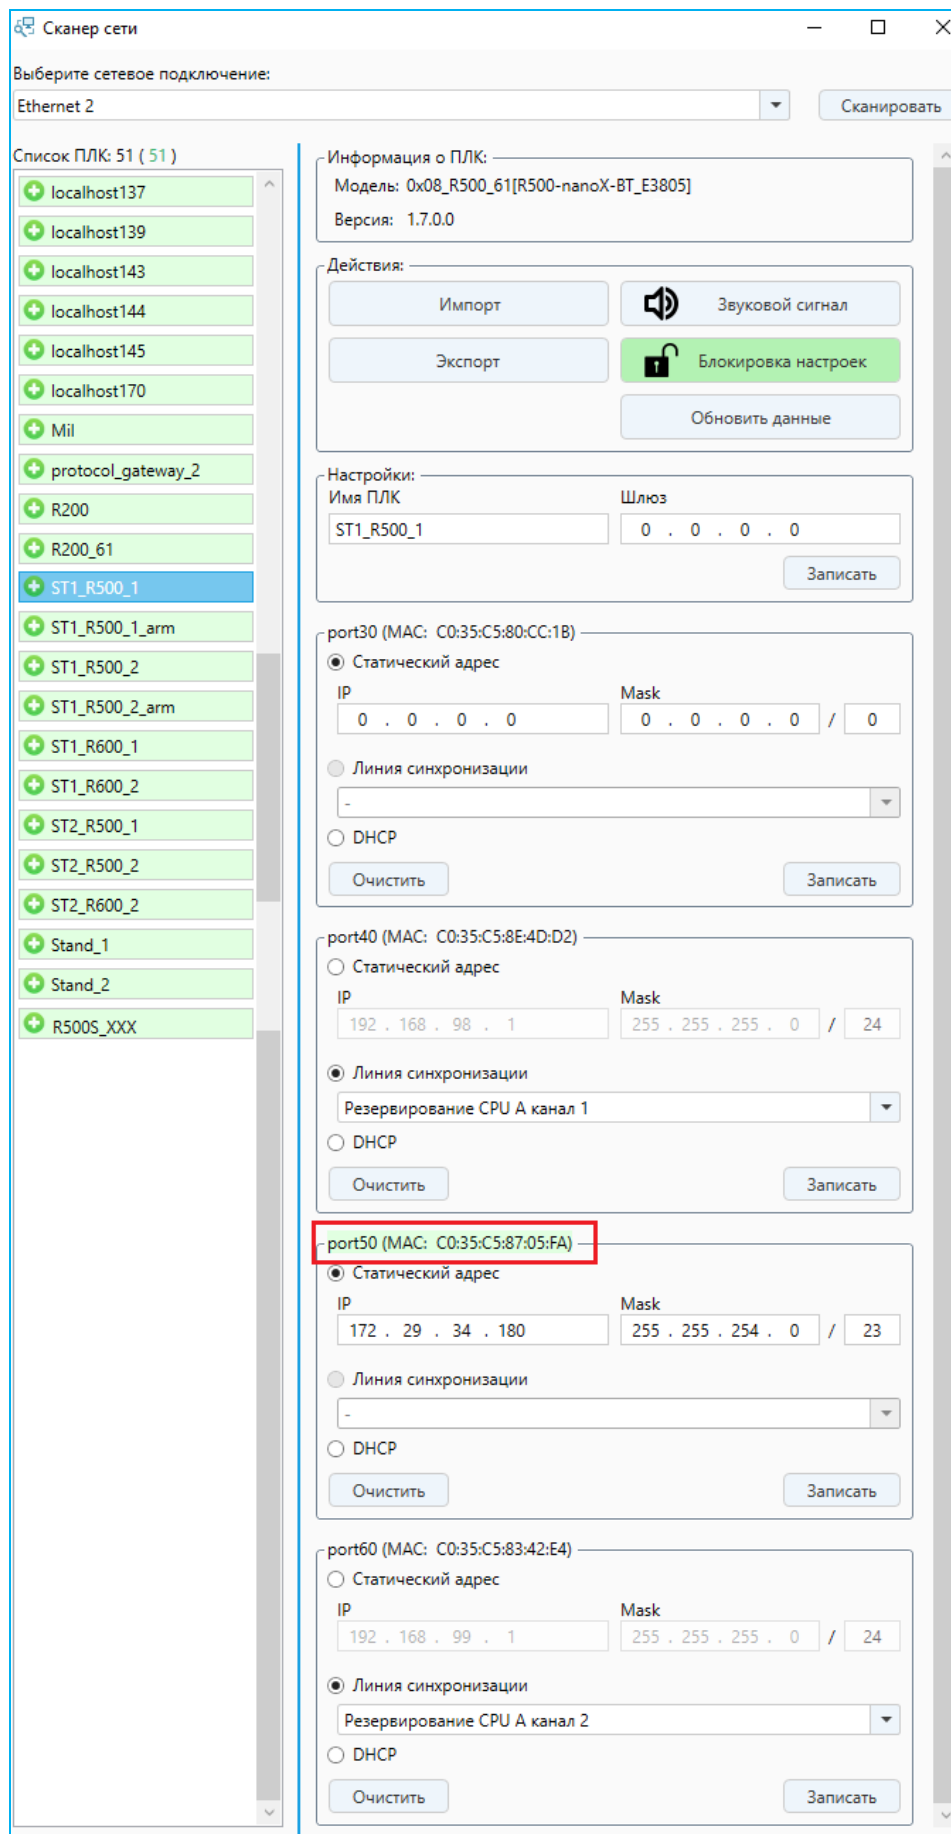 Сканер сети
Выберите сетевое подключение:
Ethernet 2
Сканировать
Список ПЛК: 51 ( 51 )
localhost137
localhost139
localhost143
localhost144
localhost145
localhost170
Mil
protocol_gateway_2
R200
R200_61
ST1_R500_1
ST1_R500_1_arm
ST1_R500_2
ST1_R500_2_arm
ST1_R600_1
ST1_R600_2
ST2_R500_1
ST2_R500_2
ST2_R600_2
Stand_1
Stand_2
R500S_XXX
Информация о ПЛК:
Модель: 0x08_R500_61[R500-nanoX-BT_E3805]
Версия: 1.7.0.0
Действия:
Импорт
Звуковой сигнал
Экспорт
Блокировка настроек
Обновить данные
Настройки:
Имя ПЛК
Шлюз
ST1_R500_1
0 . 0 . 0 . 0
Записать
port30 (MAC: C0:35:C5:80:CC:1B)
Статический адрес
IP
Mask
0 . 0 . 0 . 0
0 . 0 . 0 . 0 / 0
Линия синхронизации
-
DHCP
Очистить
Записать
port40 (MAC: C0:35:C5:8E:4D:D2)
Статический адрес
IP
Mask
192 . 168 . 98 . 1
255 . 255 . 255 . 0 / 24
Линия синхронизации
Резервирование CPU A канал 1
DHCP
Очистить
Записать
port50 (MAC: C0:35:C5:87:05:FA)
Статический адрес
IP
Mask
172 . 29 . 34 . 180
255 . 255 . 254 . 0 / 23
Линия синхронизации
-
DHCP
Очистить
Записать
port60 (MAC: C0:35:C5:83:42:E4)
Статический адрес
IP
Mask
192 . 168 . 99 . 1
255 . 255 . 255 . 0 / 24
Линия синхронизации
Резервирование CPU A канал 2
DHCP
Очистить
Записать